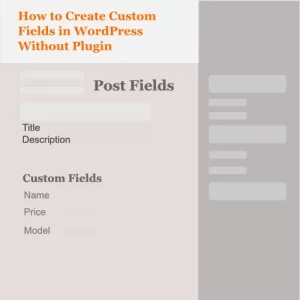 How to Create Custom
Fields in WordPress
Without Plugin
Post Fields
Title
Description
Custom Fields
Name
Price
Model